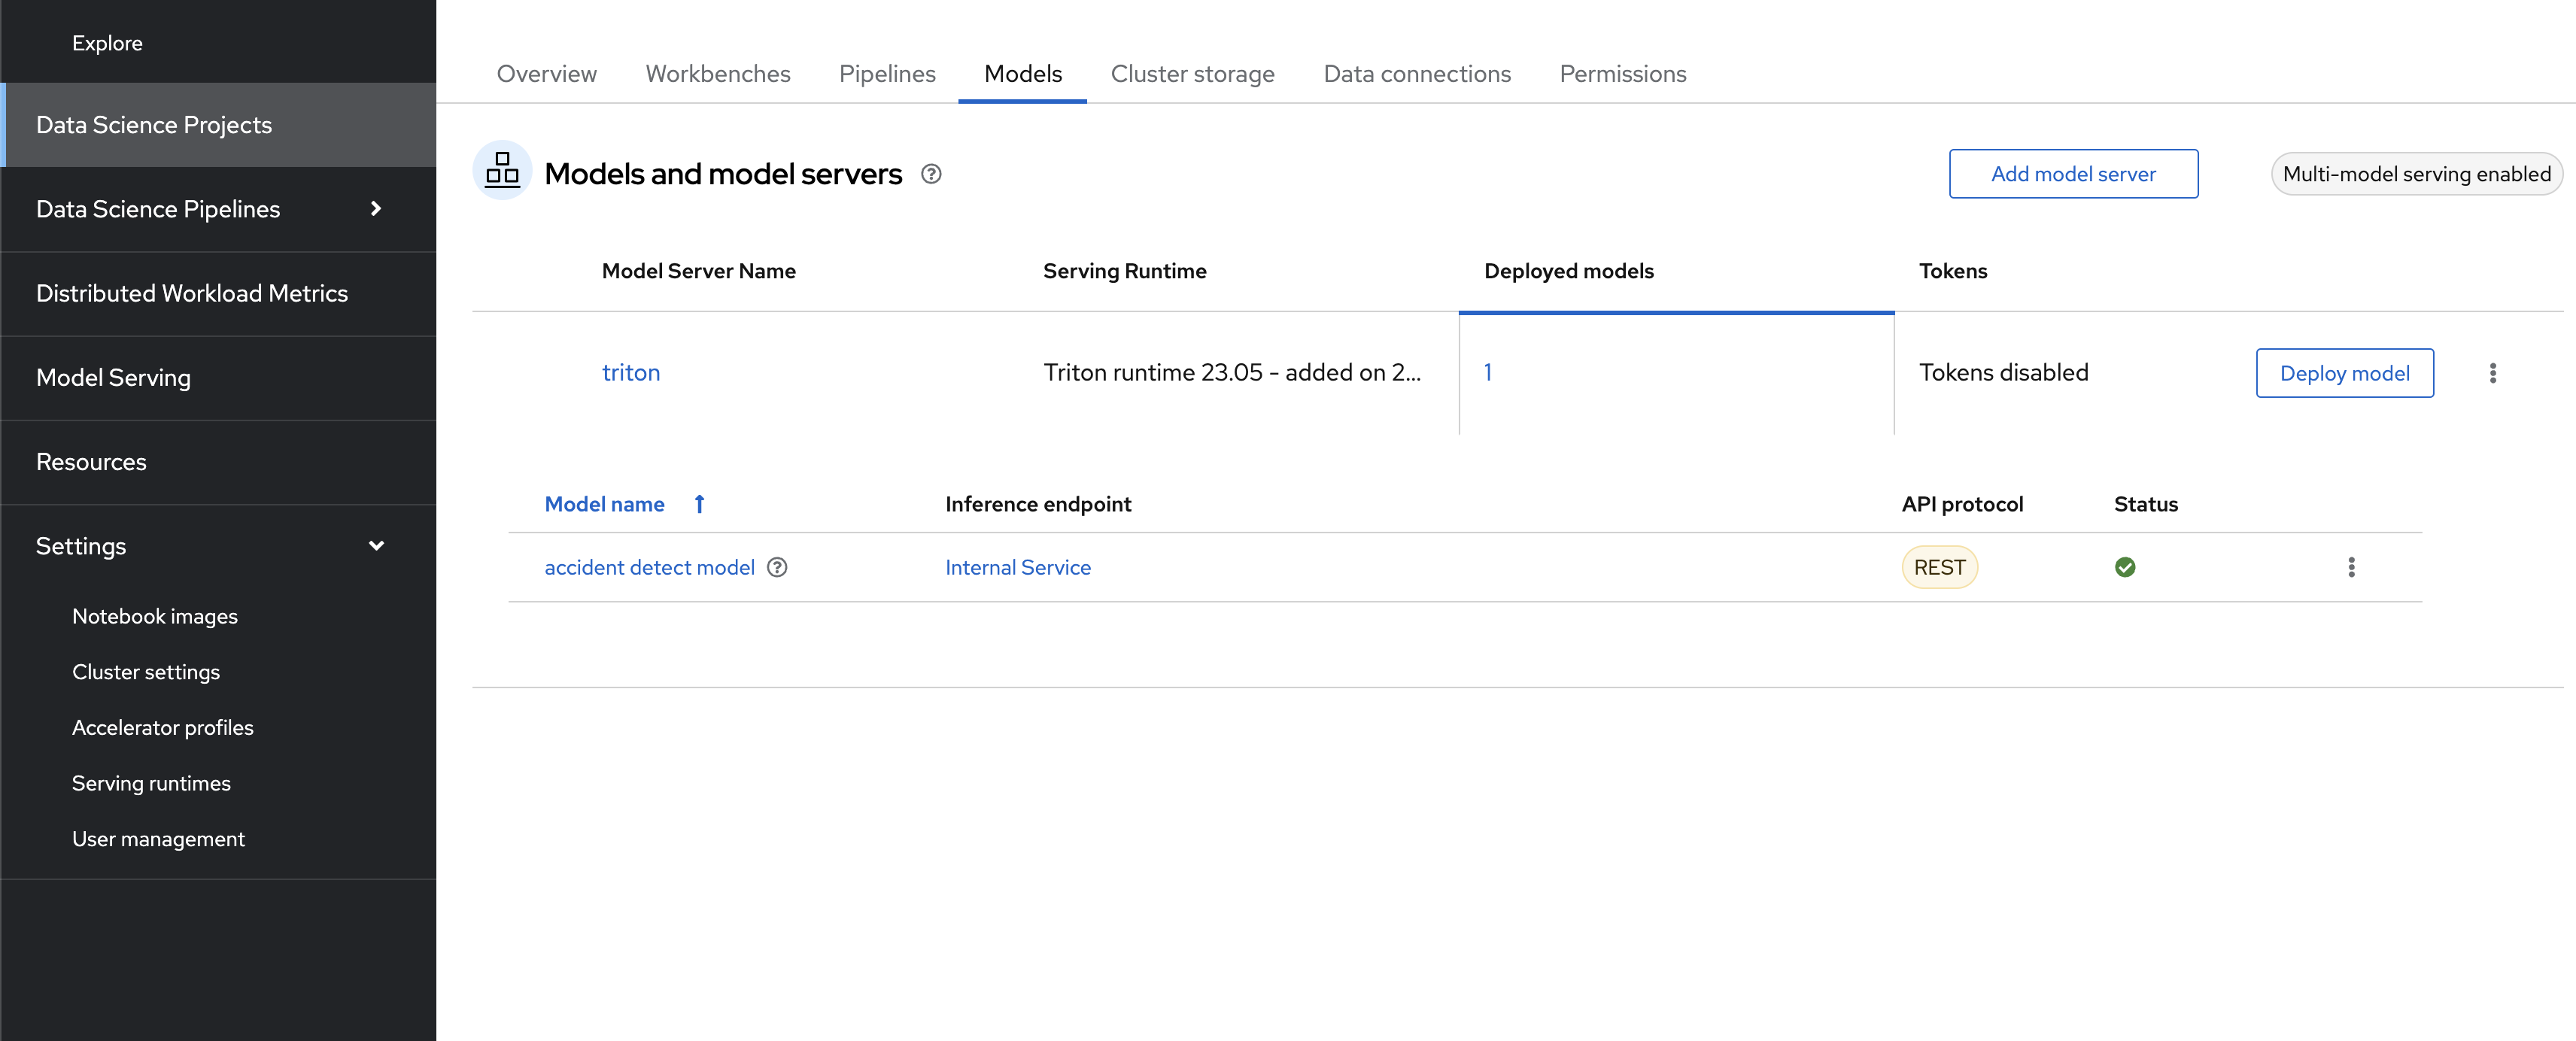 Explore
Data Science Projects
Data Science Pipelines
Distributed Workload Metrics
Model Serving
Resources
Settings
Notebook images
Cluster settings
Accelerator profiles
Serving runtimes
User management
Overview Workbenches Pipelines Models Cluster storage Data connections Permissions
Models and model servers
Add model server
Multi-model serving enabled
Model Server Name Serving Runtime Deployed models Tokens
triton Triton runtime 23.05 - added on 2... 1 Tokens disabled Deploy model
Model name Inference endpoint API protocol Status
accident detect model Internal Service REST